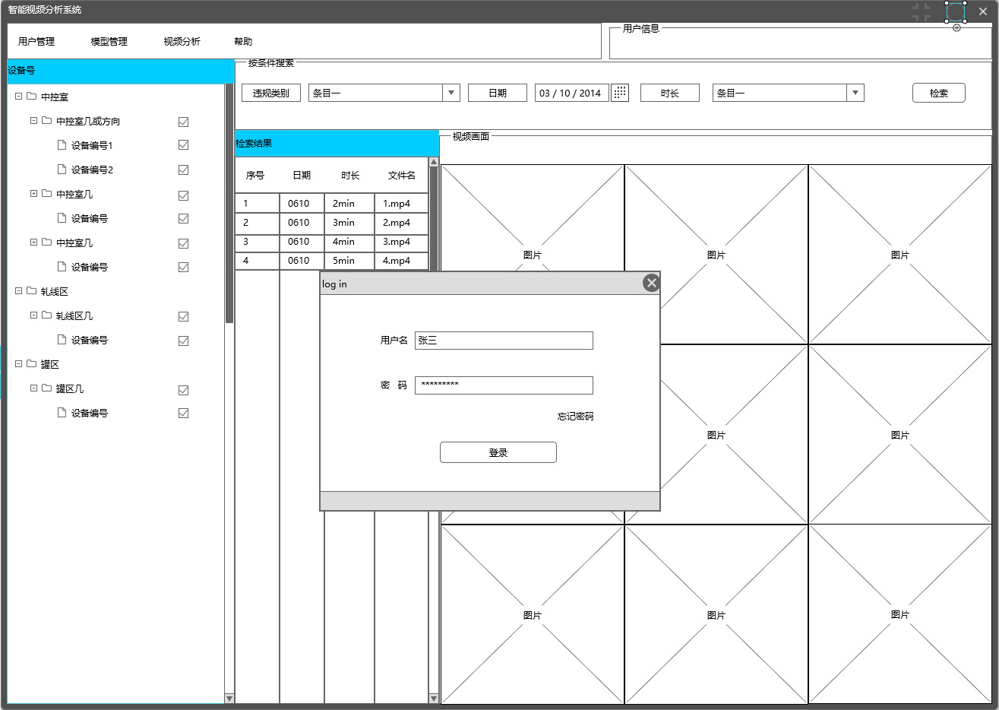 智能视频分析系统
用户管理 模型管理 视频分析 帮助
用户信息
设备号
中控室
中控室几或方向
设备编号1
设备编号2
中控室几
设备编号
中控室几
设备编号
轧线区
轧线区几
设备编号
罐区
罐区几
设备编号
按条件搜索
违规类别 条目一 日期 03 / 10 / 2014 时长 条目一 检索
检索结果
序号 日期 时长 文件名
1 0610 2min 1.mp4
2 0610 3min 2.mp4
3 0610 4min 3.mp4
4 0610 5min 4.mp4
视频画面
图片 图片 图片
图片 图片
图片 图片 图片
log in
用户名 张三
密 码 *********
忘记密码
登录